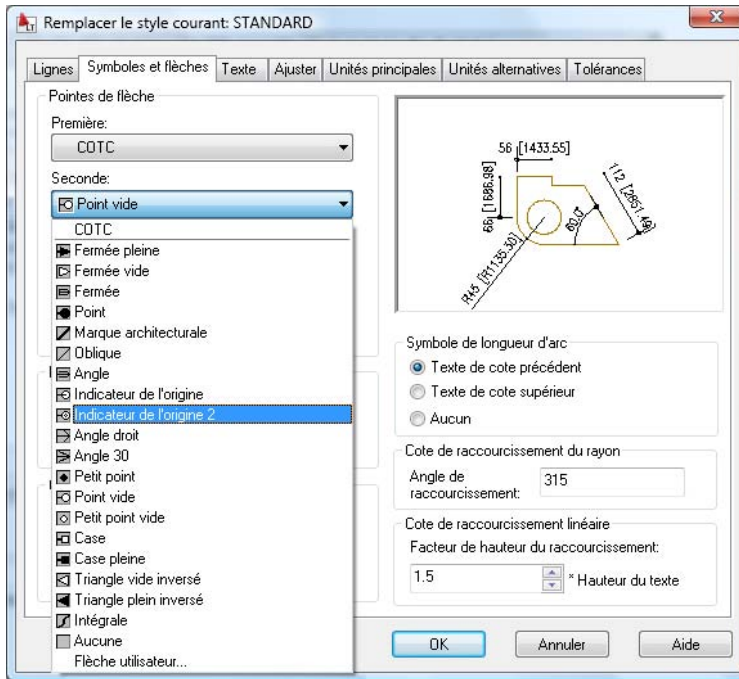 Remplacer le style courant: STANDARD
Lignes
Symboles et flèches
Texte
Ajuster
Unités principales
Unités alternatives
Tolérances
Pointes de flèche
Première:
COTC
Seconde:
Point vide
COTC
Fermée pleine
Fermée vide
Fermée
Point
Marque architecturale
Oblique
Angle
Indicateur de l'origine
Indicateur de l'origine 2
Angle droit
Angle 30
Petit point
Point vide
Petit point vide
Case
Case pleine
Triangle vide inversé
Triangle plein inversé
Intégrale
Aucune
Flèche utilisateur...
56 [1433.55]
66 [1686.98]
112 [2851.49]
60.0°
R45 [R1135.30]
Symbole de longueur d'arc
Texte de cote précédent
Texte de cote supérieur
Aucun
Cote de raccourcissement du rayon
Angle de
raccourcissement:
315
Cote de raccourcissement linéaire
Facteur de hauteur du raccourcissement:
1.5
* Hauteur du texte
OK
Annuler
Aide